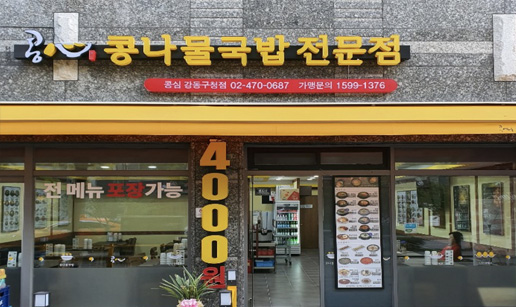 콩心 콩나물국밥 전문점
콩심 강동구청점 02-470-0687 가맹문의 1599-1376
전 메뉴 포장 가능
4000원